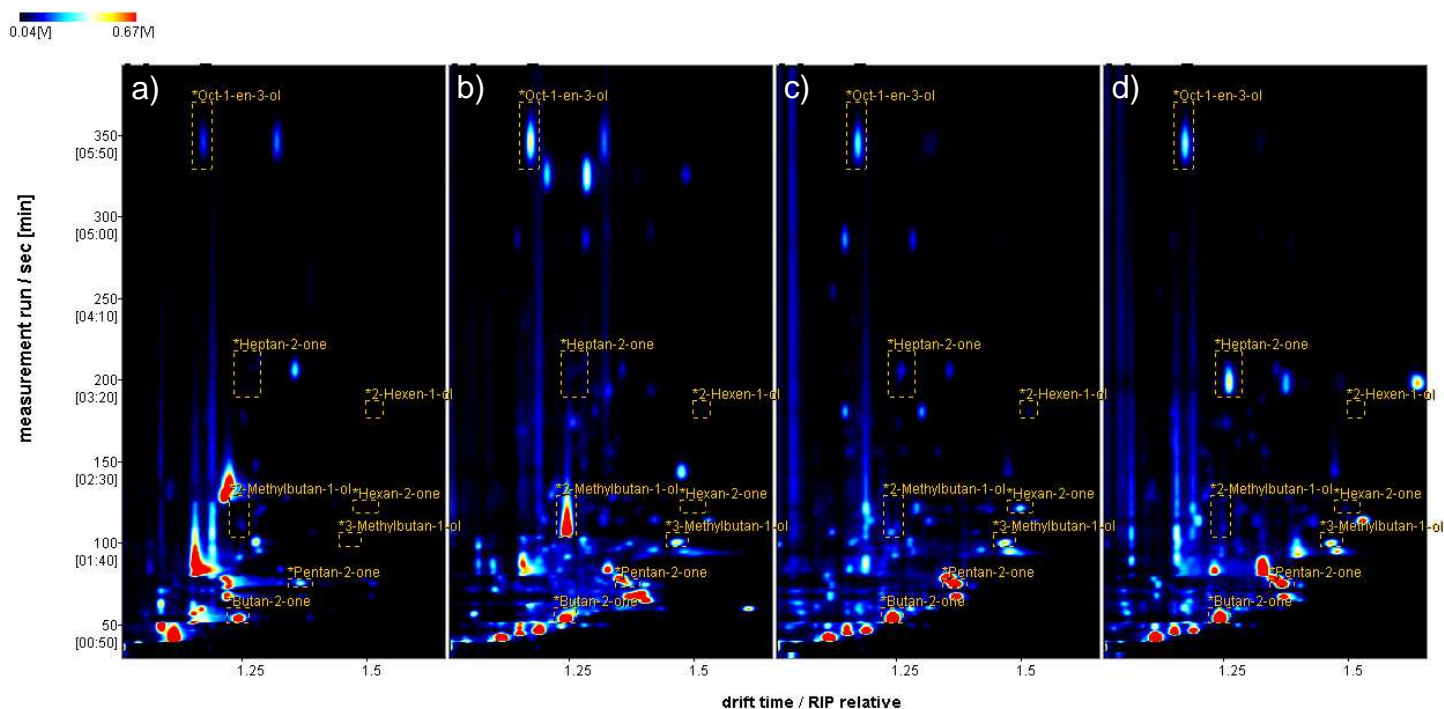 0.04[V] 0.67[V]
a) b) c) d)
*Oct-1-en-3-ol *Oct-1-en-3-ol *Oct-1-en-3-ol *Oct-1-en-3-ol
350
[05:50]
300
[05:00]
250
[04:10]
*Heptan-2-one *Heptan-2-one *Heptan-2-one *Heptan-2-one
200
[03:20]
*2-Hexen-1-ol *2-Hexen-1-ol *2-Hexen-1-ol *2-Hexen-1-ol
150
[02:30]
*2-Methylbutan-1-ol *2-Methylbutan-1-ol *2-Methylbutan-1-ol *2-Methylbutan-1-ol
*Hexan-2-one *Hexan-2-one *Hexan-2-one *Hexan-2-one
*3-Methylbutan-1-ol *3-Methylbutan-1-ol *3-Methylbutan-1-ol *3-Methylbutan-1-ol
100
[01:40]
*Pentan-2-one *Pentan-2-one *Pentan-2-one *Pentan-2-one
*Butan-2-one *Butan-2-one *Butan-2-one *Butan-2-one
50
[00:50]
1.25 1.5 1.25 1.5 1.25 1.5 1.25 1.5
measurement run / sec [min]
drift time / RIP relative